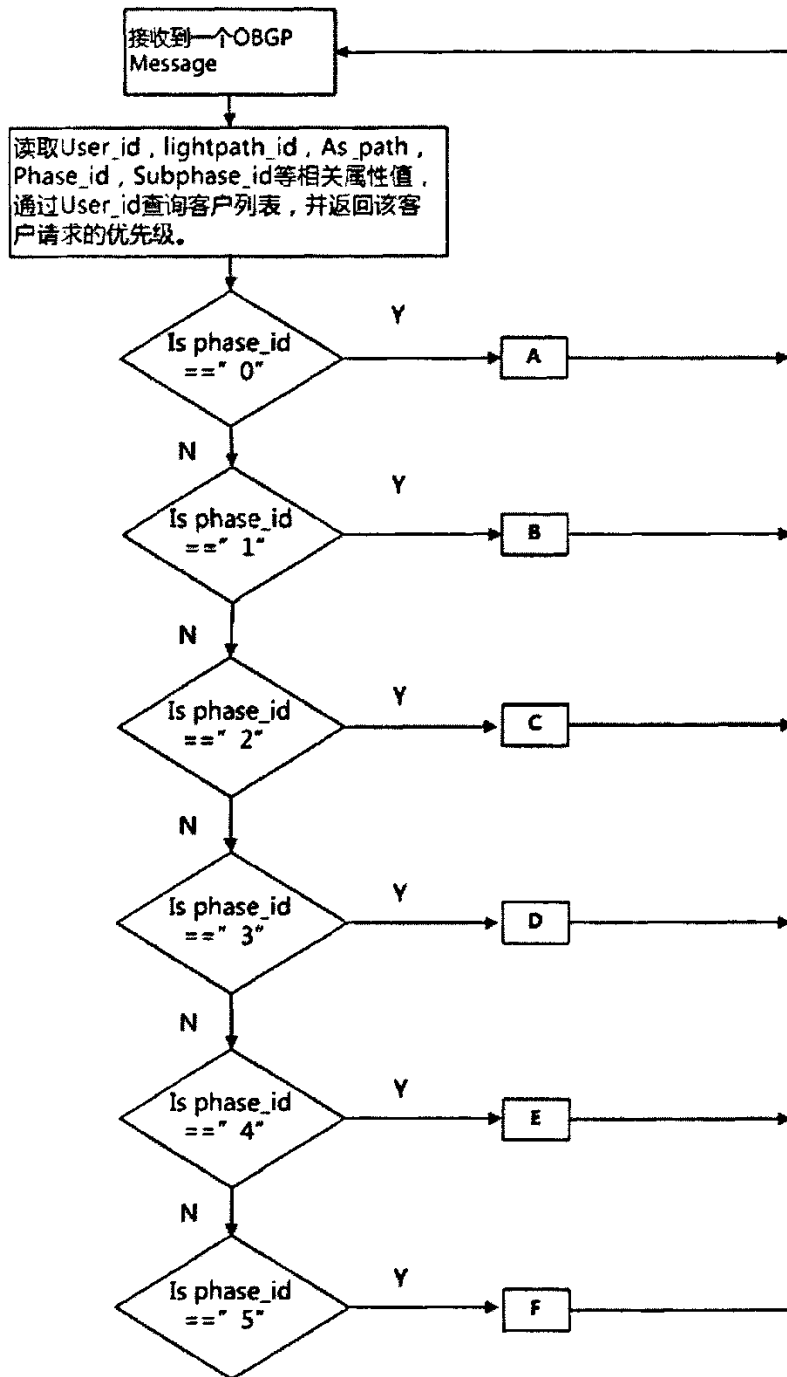 接收到一个OBGP
Message
读取User_id，lightpath_id，As_path，
Phase_id，Subphase_id等相关属性值，
通过User_id查询客户列表，并返回该客
户请求的优先级。
Is phase_id
==" 0"
Y
A
N
Is phase_id
==" 1"
Y
B
N
Is phase_id
==" 2"
Y
C
N
Is phase_id
==" 3"
Y
D
N
Is phase_id
==" 4"
Y
E
N
Is phase_id
==" 5"
Y
F